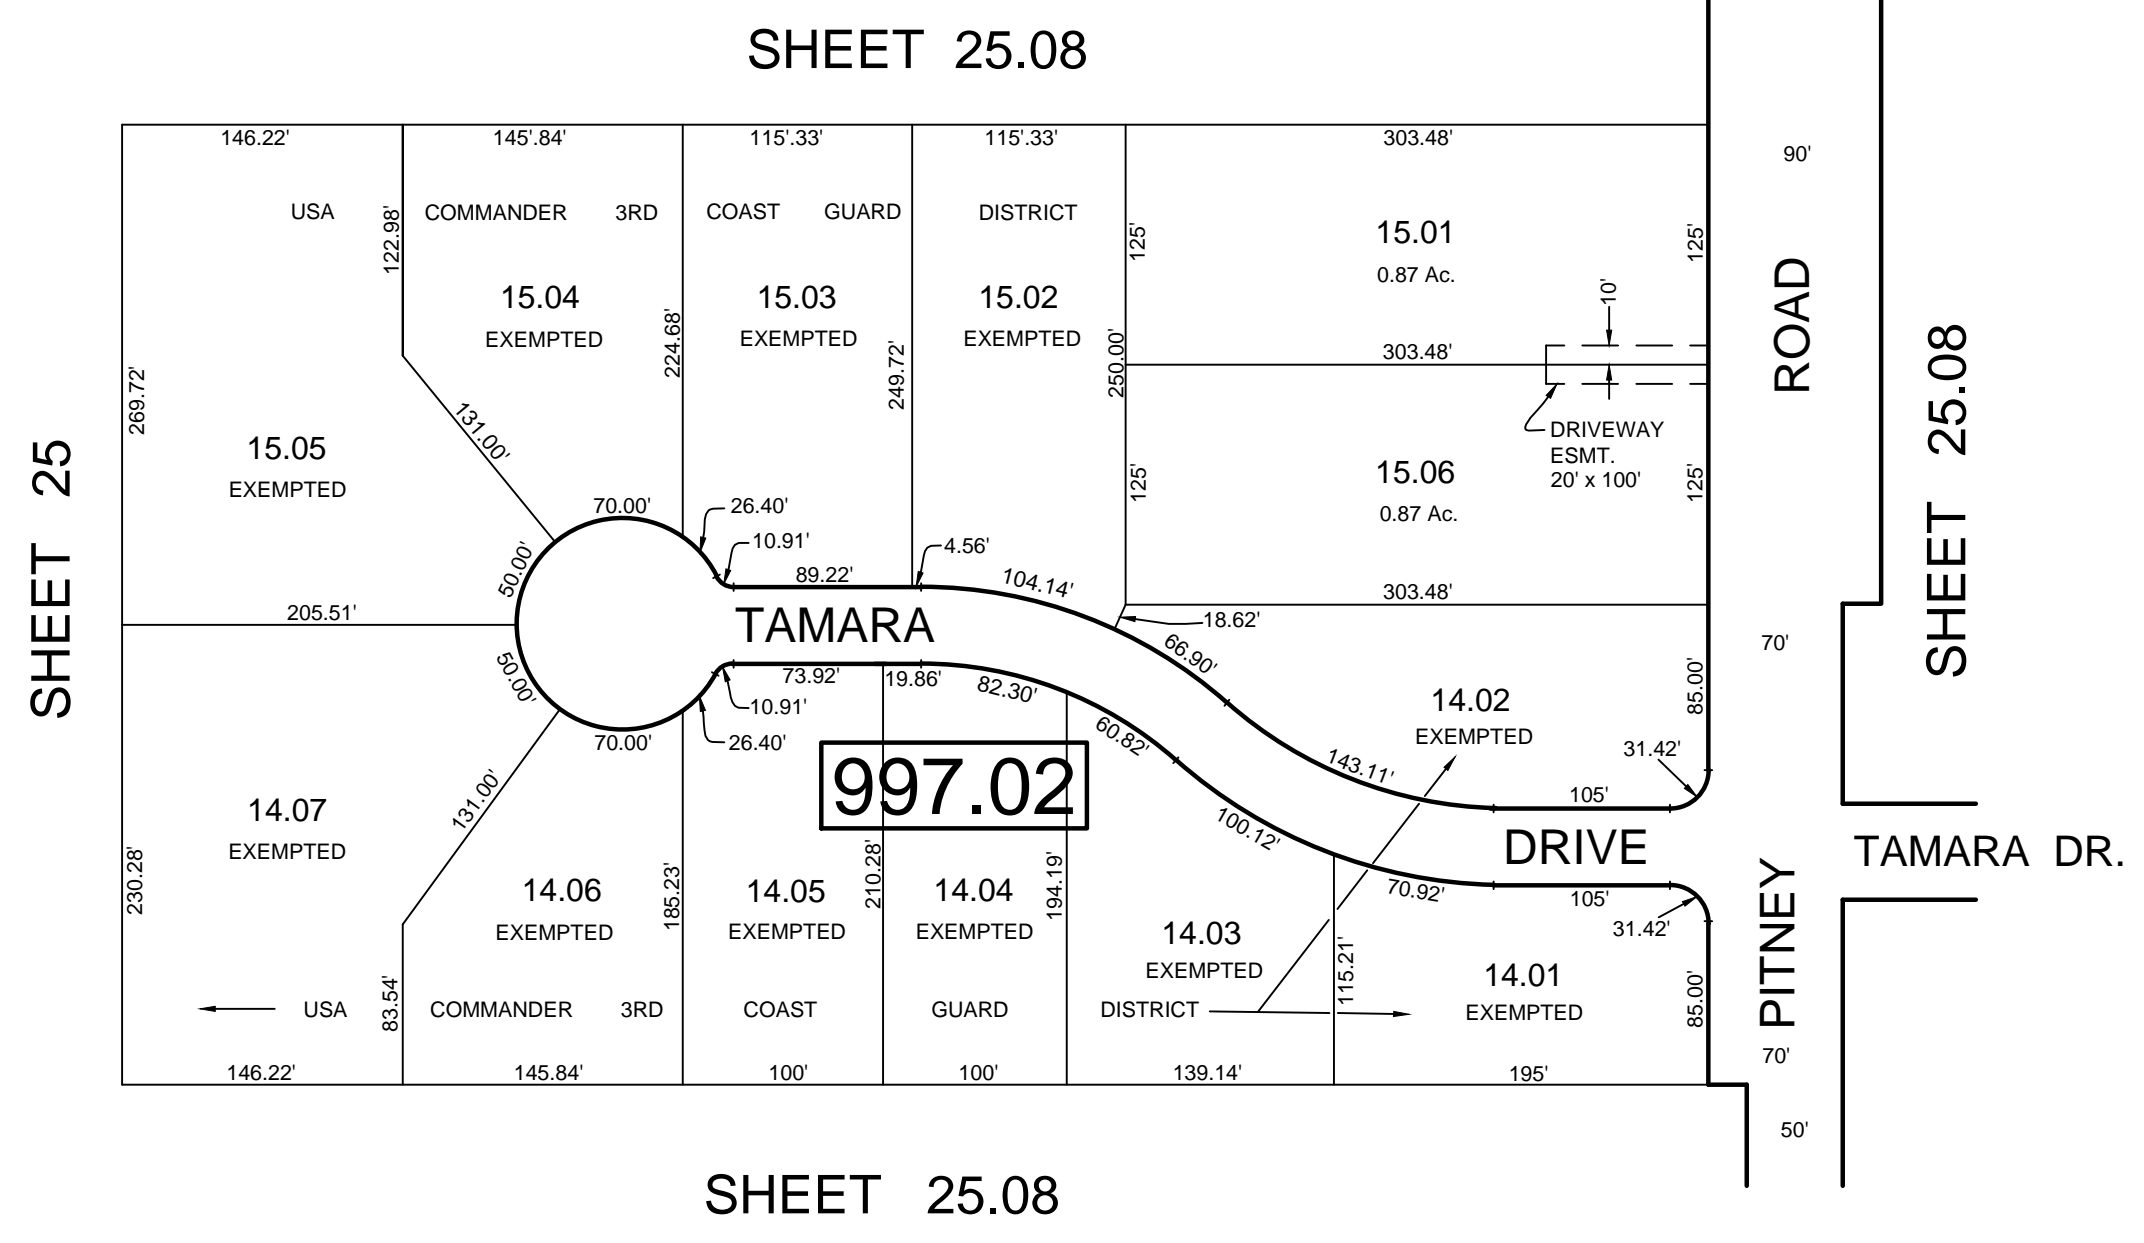 SHEET 25.08
146.22'
145'.84'
115'.33'
115'.33'
303.48'
90'
USA COMMANDER 3RD COAST GUARD DISTRICT
122.98'
125'
15.01
0.87 Ac.
125'
15.04
EXEMPTED
15.03
EXEMPTED
15.02
EXEMPTED
10'
ROAD
224.68'
249.72'
250.00'
303.48'
269.72'
131.00'
DRIVEWAY
ESMT.
20' x 100'
SHEET 25.08
SHEET 25
15.05
EXEMPTED
15.06
0.87 Ac.
125'
125'
70.00'
26.40'
10.91'
4.56'
50.00'
89.22'
104.14'
303.48'
205.51'
TAMARA
18.62'
66.90'
70'
50.00'
73.92'
19.86'
82.30'
10.91'
26.40'
70.00'
60.82'
14.02
EXEMPTED
85.00'
31.42'
997.02
143.11'
105'
131.00'
14.07
EXEMPTED
100.12'
DRIVE
TAMARA DR.
230.28'
14.06
EXEMPTED
185.23'
14.05
EXEMPTED
210.28'
14.04
EXEMPTED
194.19'
70.92'
105'
31.42'
PITNEY
14.03
EXEMPTED
115.21'
14.01
EXEMPTED
85.00'
83.54'
USA COMMANDER 3RD COAST GUARD DISTRICT
70'
146.22'
145.84'
100'
100'
139.14'
195'
50'
SHEET 25.08